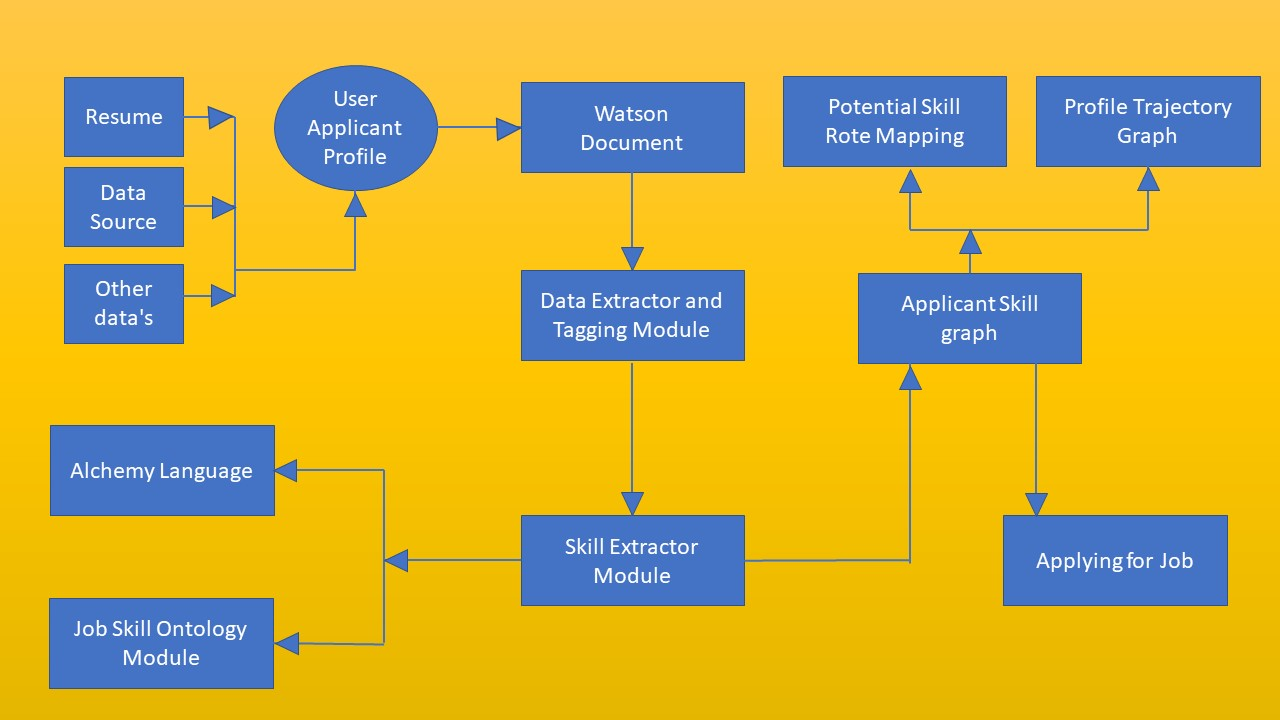 Resume
Data
Source
Other
data's
User
Applicant
Profile
Watson
Document
Potential Skill
Rote Mapping
Profile Trajectory
Graph
Data Extractor and
Tagging Module
Applicant Skill
graph
Alchemy Language
Skill Extractor
Module
Applying for Job
Job Skill Ontology
Module